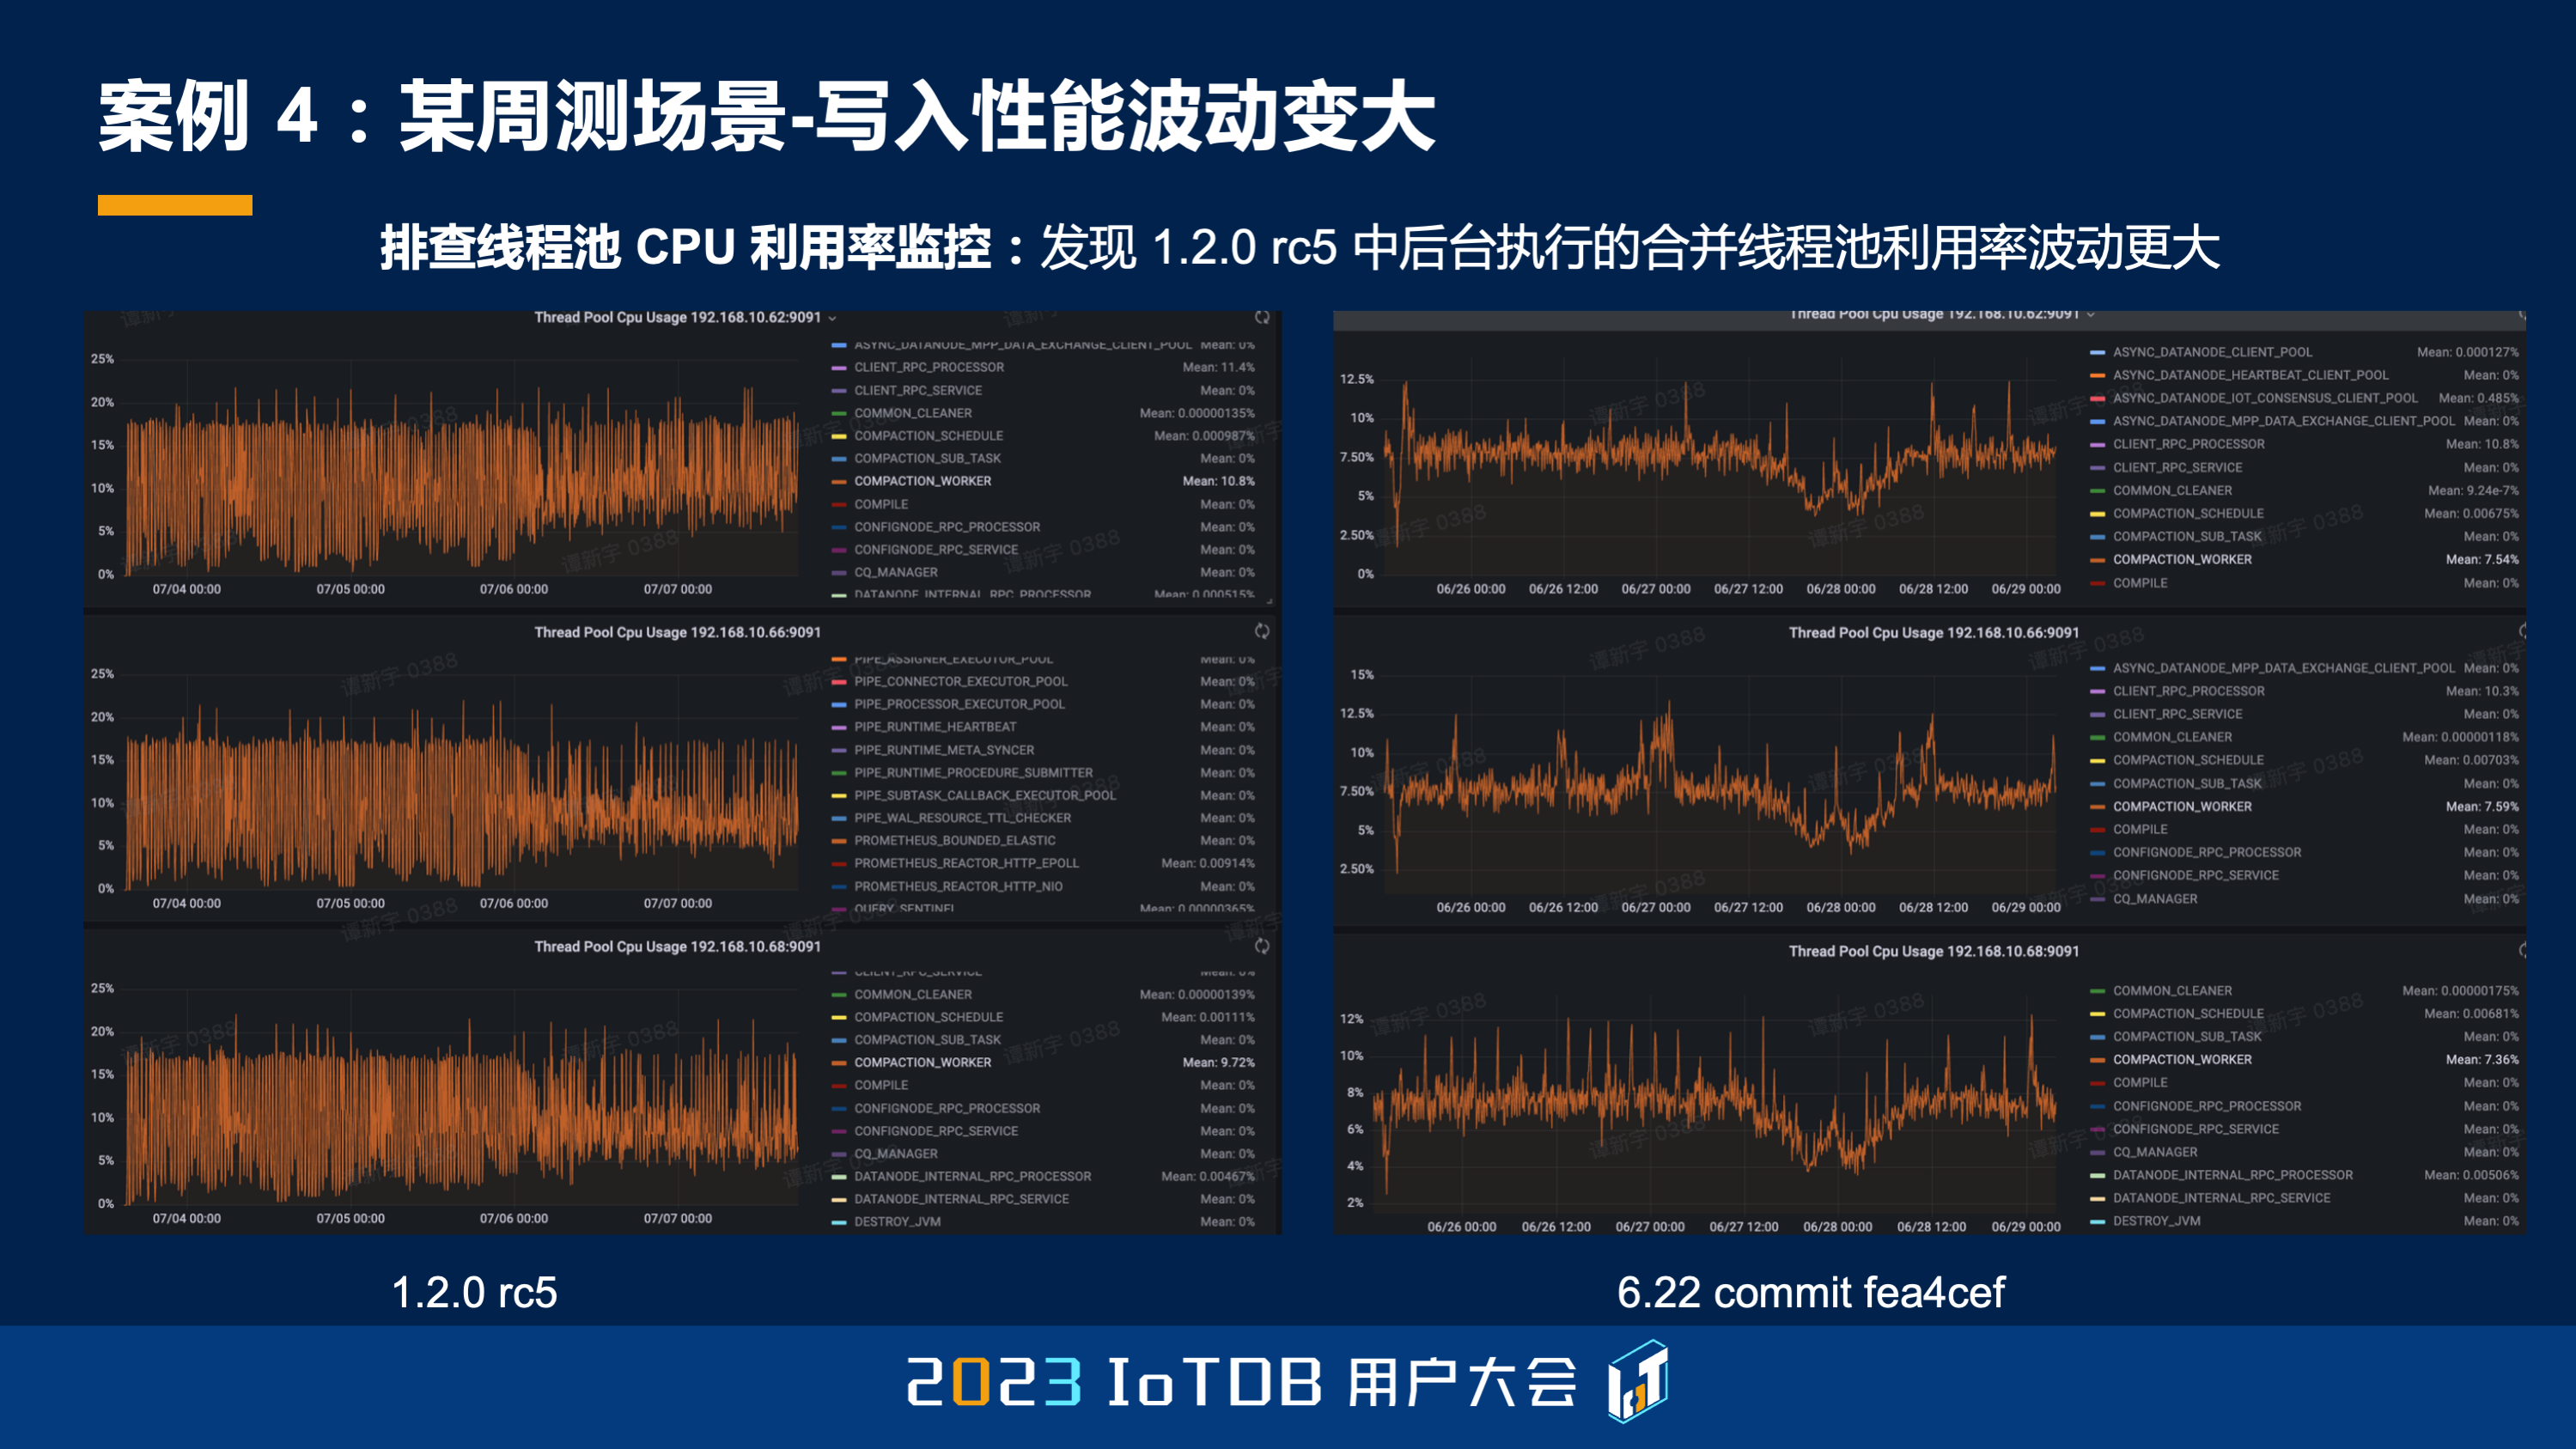 案例 4：某周测场景-写入性能波动变大
排查线程池 CPU 利用率监控：发现 1.2.0 rc5 中后台执行的合并线程池利用率波动更大
Thread Pool Cpu Usage 192.168.10.62:9091
25%
20%
15%
10%
5%
0%
07/04 00:00 07/05 00:00 07/06 00:00 07/07 00:00
ASYNC_DATANODE_MPP_DATA_EXCHANGE_CLIENT_POOL Mean: 0%
CLIENT_RPC_PROCESSOR Mean: 11.4%
CLIENT_RPC_SERVICE Mean: 0%
COMMON_CLEANER Mean: 0.00000135%
COMPACTION_SCHEDULE Mean: 0.000987%
COMPACTION_SUB_TASK Mean: 0%
COMPACTION_WORKER Mean: 10.8%
COMPILE Mean: 0%
CONFIGNODE_RPC_PROCESSOR Mean: 0%
CONFIGNODE_RPC_SERVICE Mean: 0%
CQ_MANAGER Mean: 0%
DATANODE_INTERNAL_RPC_PROCESSOR Mean: 0.000515%
Thread Pool Cpu Usage 192.168.10.66:9091
25%
20%
15%
10%
5%
0%
07/04 00:00 07/05 00:00 07/06 00:00 07/07 00:00
PIPE_ASSIGNER_EXECUTOR_POOL Mean: 0%
PIPE_CONNECTOR_EXECUTOR_POOL Mean: 0%
PIPE_PROCESSOR_EXECUTOR_POOL Mean: 0%
PIPE_RUNTIME_HEARTBEAT Mean: 0%
PIPE_RUNTIME_META_SYNCER Mean: 0%
PIPE_RUNTIME_PROCEDURE_SUBMITTER Mean: 0%
PIPE_SUBTASK_CALLBACK_EXECUTOR_POOL Mean: 0%
PIPE_WAL_RESOURCE_TTL_CHECKER Mean: 0%
PROMETHEUS_BOUNDED_ELASTIC Mean: 0%
PROMETHEUS_REACTOR_HTTP_EPOLL Mean: 0.00914%
PROMETHEUS_REACTOR_HTTP_NIO Mean: 0%
QUERY_SENTINEL Mean: 0.00000365%
Thread Pool Cpu Usage 192.168.10.68:9091
25%
20%
15%
10%
5%
0%
07/04 00:00 07/05 00:00 07/06 00:00 07/07 00:00
CLIENT_RPC_SERVICE Mean: 0%
COMMON_CLEANER Mean: 0.00000139%
COMPACTION_SCHEDULE Mean: 0.00111%
COMPACTION_SUB_TASK Mean: 0%
COMPACTION_WORKER Mean: 9.72%
COMPILE Mean: 0%
CONFIGNODE_RPC_PROCESSOR Mean: 0%
CONFIGNODE_RPC_SERVICE Mean: 0%
CQ_MANAGER Mean: 0%
DATANODE_INTERNAL_RPC_PROCESSOR Mean: 0.00467%
DATANODE_INTERNAL_RPC_SERVICE Mean: 0%
DESTROY_JVM Mean: 0%
1.2.0 rc5
Thread Pool Cpu Usage 192.168.10.62:9091
12.5%
10%
7.50%
5%
2.50%
0%
06/26 00:00 06/26 12:00 06/27 00:00 06/27 12:00 06/28 00:00 06/28 12:00 06/29 00:00
ASYNC_DATANODE_CLIENT_POOL Mean: 0.000127%
ASYNC_DATANODE_HEARTBEAT_CLIENT_POOL Mean: 0%
ASYNC_DATANODE_IOT_CONSENSUS_CLIENT_POOL Mean: 0.485%
ASYNC_DATANODE_MPP_DATA_EXCHANGE_CLIENT_POOL Mean: 0%
CLIENT_RPC_PROCESSOR Mean: 10.8%
CLIENT_RPC_SERVICE Mean: 0%
COMMON_CLEANER Mean: 9.24e-7%
COMPACTION_SCHEDULE Mean: 0.00675%
COMPACTION_SUB_TASK Mean: 0%
COMPACTION_WORKER Mean: 7.54%
COMPILE Mean: 0%
Thread Pool Cpu Usage 192.168.10.66:9091
15%
12.5%
10%
7.50%
5%
2.50%
06/26 00:00 06/26 12:00 06/27 00:00 06/27 12:00 06/28 00:00 06/28 12:00 06/29 00:00
ASYNC_DATANODE_MPP_DATA_EXCHANGE_CLIENT_POOL Mean: 0%
CLIENT_RPC_PROCESSOR Mean: 10.3%
CLIENT_RPC_SERVICE Mean: 0%
COMMON_CLEANER Mean: 0.00000118%
COMPACTION_SCHEDULE Mean: 0.00703%
COMPACTION_SUB_TASK Mean: 0%
COMPACTION_WORKER Mean: 7.59%
COMPILE Mean: 0%
CONFIGNODE_RPC_PROCESSOR Mean: 0%
CONFIGNODE_RPC_SERVICE Mean: 0%
CQ_MANAGER Mean: 0%
Thread Pool Cpu Usage 192.168.10.68:9091
12%
10%
8%
6%
4%
2%
06/26 00:00 06/26 12:00 06/27 00:00 06/27 12:00 06/28 00:00 06/28 12:00 06/29 00:00
COMMON_CLEANER Mean: 0.00000175%
COMPACTION_SCHEDULE Mean: 0.00681%
COMPACTION_SUB_TASK Mean: 0%
COMPACTION_WORKER Mean: 7.36%
COMPILE Mean: 0%
CONFIGNODE_RPC_PROCESSOR Mean: 0%
CONFIGNODE_RPC_SERVICE Mean: 0%
CQ_MANAGER Mean: 0%
DATANODE_INTERNAL_RPC_PROCESSOR Mean: 0.00506%
DATANODE_INTERNAL_RPC_SERVICE Mean: 0%
DESTROY_JVM Mean: 0%
6.22 commit fea4cef
谭新宇 0388
2023 IoTDB 用户大会